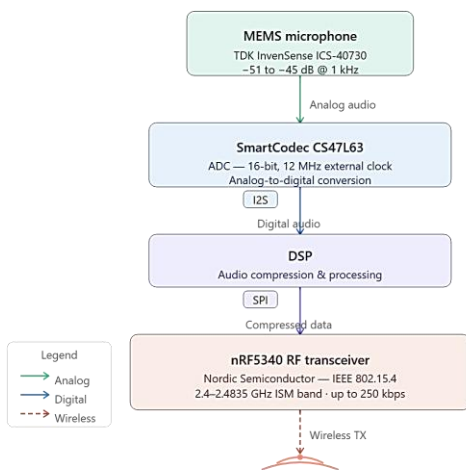 MEMS microphone
TDK InvenSense ICS-40730
−51 to −45 dB @ 1 kHz
Analog audio
SmartCodec CS47L63
ADC — 16-bit, 12 MHz external clock
Analog-to-digital conversion
I2S
Digital audio
DSP
Audio compression & processing
SPI
Compressed data
nRF5340 RF transceiver
Nordic Semiconductor — IEEE 802.15.4
2.4–2.4835 GHz ISM band · up to 250 kbps
Legend
Analog
Digital
Wireless
Wireless TX